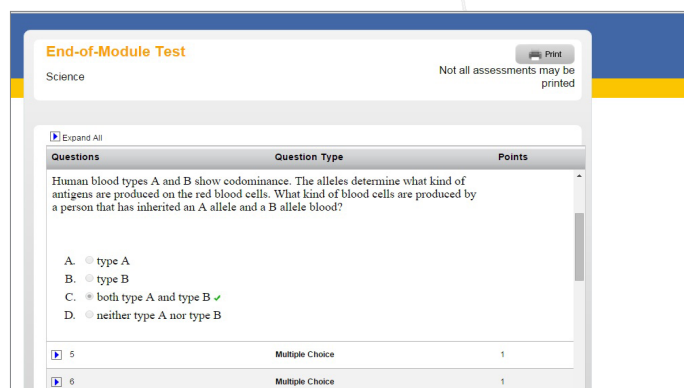 End-of-Module Test
Print
Science
Not all assessments may be
printed
Expand All
Questions Question Type Points
Human blood types A and B show codominance. The alleles determine what kind of
antigens are produced on the red blood cells. What kind of blood cells are produced by
a person that has inherited an A allele and a B allele blood?
A. type A
B. type B
C. both type A and type B
D. neither type A nor type B
5 Multiple Choice 1
6 Multiple Choice 1